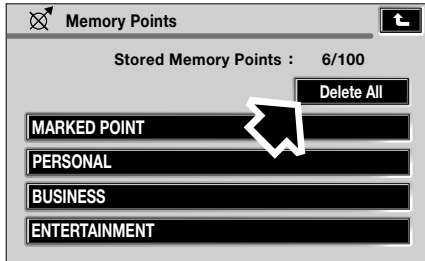 Memory Points
Stored Memory Points : 6/100
Delete All
MARKED POINT
PERSONAL
BUSINESS
ENTERTAINMENT